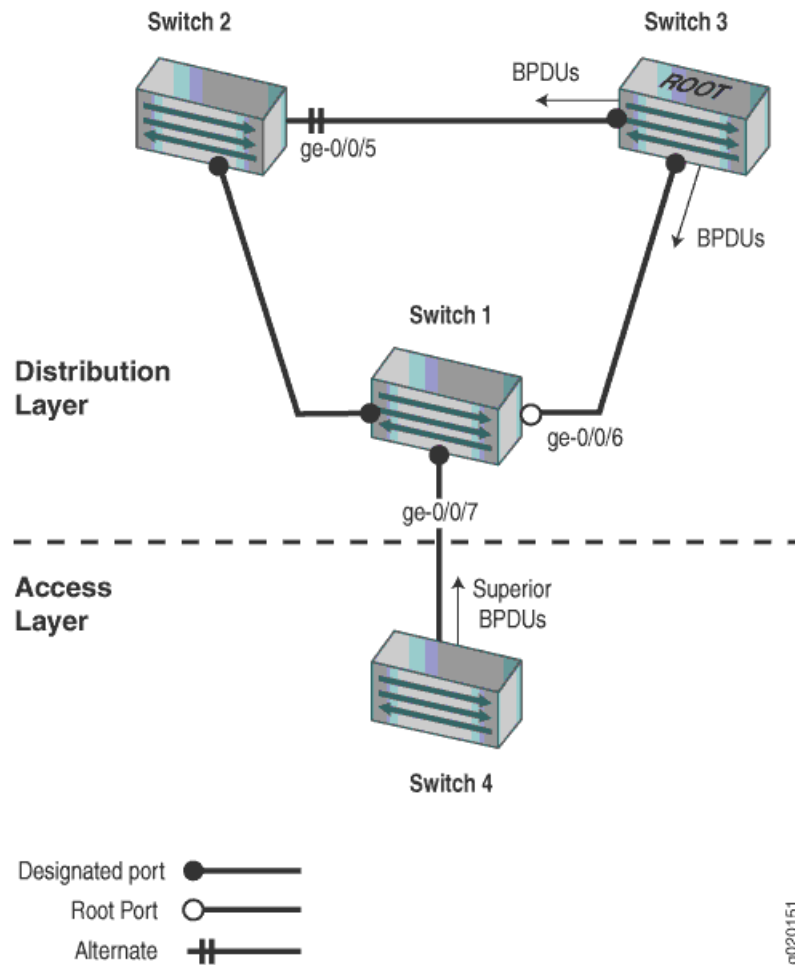 Switch 2
Switch 3
BPDUs
ROOT
ge-0/0/5
BPDUs
Switch 1
Distribution
Layer
ge-0/0/6
ge-0/0/7
Access
Layer
Superior
BPDUs
Switch 4
Designated port
Root Port
Alternate
g020151